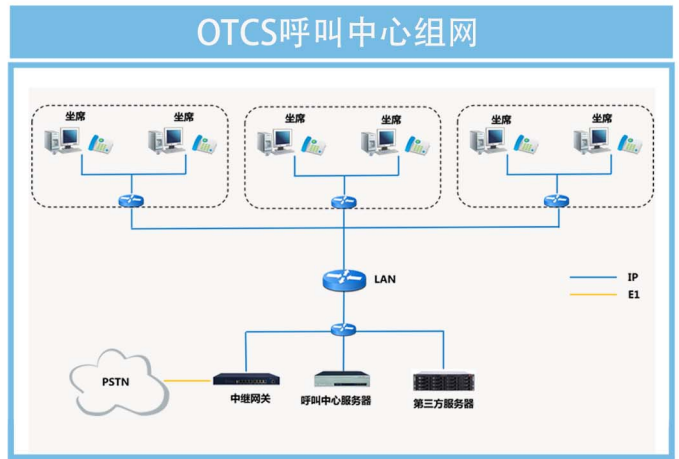 OTCS呼叫中心组网
坐席 坐席 坐席 坐席 坐席 坐席
LAN
IP
E1
PSTN
中继网关 呼叫中心服务器 第三方服务器